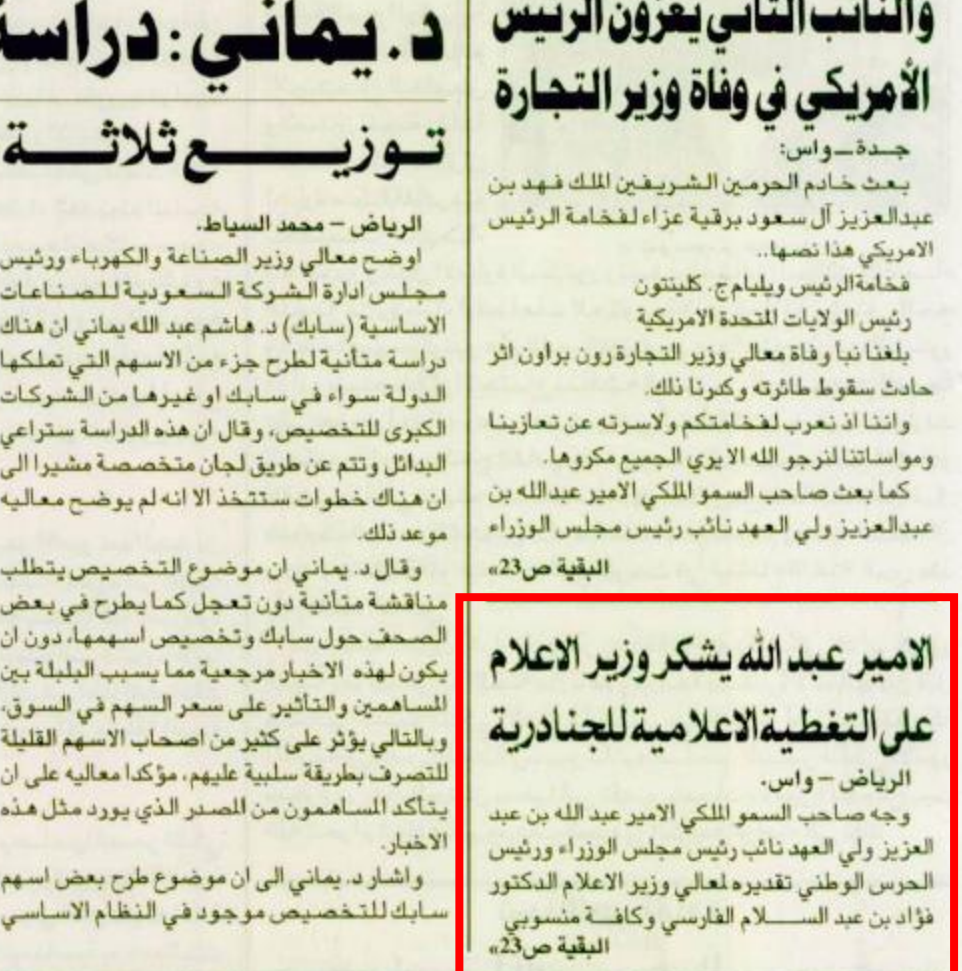 والنائب الثاني يعزون الرئيس
الأمريكي في وفاة وزير التجارة
جـدة ـ واس:
بعث خادم الحرمين الشريفين الملك فهد بن
عبدالعزيز آل سعود برقية عزاء لفخامة الرئيس
الامريكي هذا نصها..
فخامة الرئيس ويليام ج. كلينتون
رئيس الولايات المتحدة الامريكية
بلغنا نبأ وفاة معالي وزير التجارة رون براون اثر
حادث سقوط طائرته وكدرنا ذلك.
واننا اذ نعرب لفخامتكم ولاسرته عن تعازينا
ومواساتنا لنرجو الله الا يري الجميع مكروها.
كما بعث صاحب السمو الملكي الامير عبدالله بن
عبدالعزيز ولي العهد نائب رئيس مجلس الوزراء
البقية ص23»
الامير عبد الله يشكر وزير الاعلام
على التغطية الاعلامية للجنادرية
الرياض – واس.
وجه صاحب السمو الملكي الامير عبد الله بن عبد
العزيز ولي العهد نائب رئيس مجلس الوزراء ورئيس
الحرس الوطني تقديره لمعالي وزير الاعلام الدكتور
فؤاد بن عبد الســـلام الفارسي وكافـــة منسوبي
البقية ص23»
د. يماني : دراسة
تـوزيـــــع ثلاثـــة
الرياض – محمد السياط.
اوضح معالي وزير الصناعة والكهرباء ورئيس
مجلس ادارة الشركة السعودية للصناعات
الاساسية (سابك) د. هاشم عبد الله يماني ان هناك
دراسة متأنية لطرح جزء من الاسهم التي تملكها
الدولة سواء في سابك او غيرها من الشركات
الكبرى للتخصيص، وقال ان هذه الدراسة ستراعي
البدائل وتتم عن طريق لجان متخصصة مشيرا الى
ان هناك خطوات ستتخذ الا انه لم يوضح معاليه
موعد ذلك.
وقال د. يماني ان موضوع التخصيص يتطلب
مناقشة متأنية دون تعجل كما يطرح في بعض
الصحف حول سابك وتخصيص اسهمها، دون ان
يكون لهذه الاخبار مرجعية مما يسبب البلبلة بين
المساهمين والتأثير على سعر السهم في السوق،
وبالتالي يؤثر على كثير من اصحاب الاسهم القليلة
للتصرف بطريقة سلبية عليهم، مؤكدا معاليه على ان
يتأكد المساهمون من المصدر الذي يورد مثل هذه
الاخبار.
واشار د. يماني الى ان موضوع طرح بعض اسهم
سابك للتخصيص موجود في النظام الاساسي